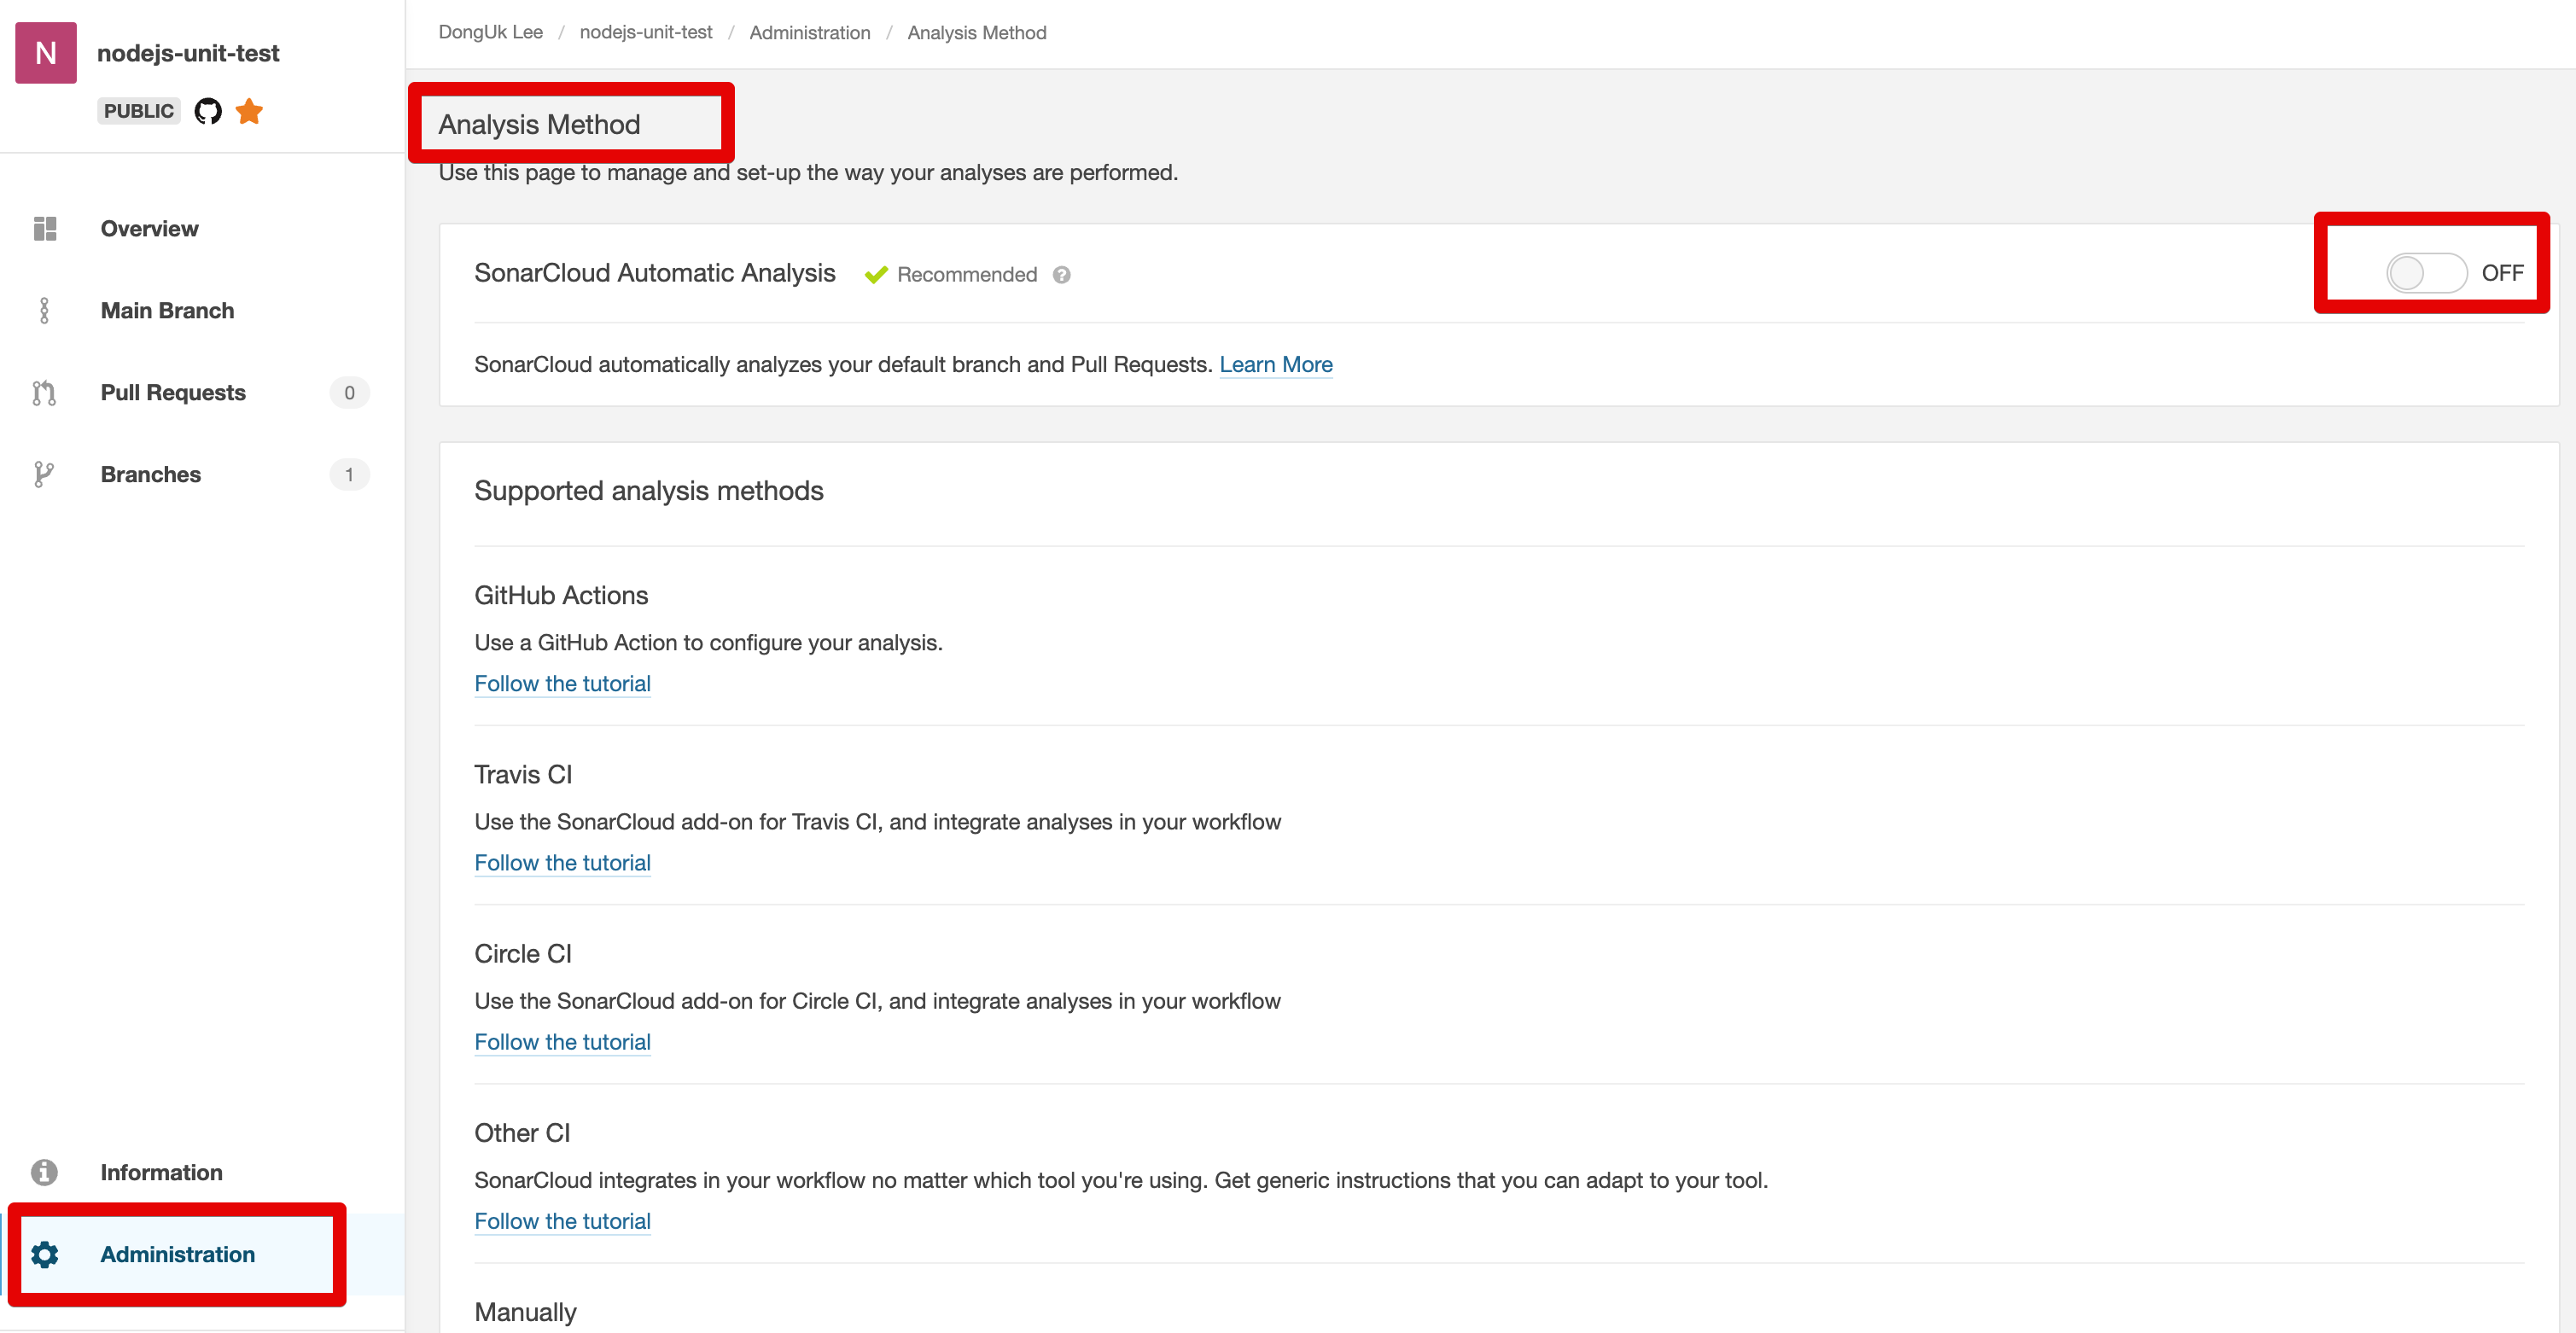 N
nodejs-unit-test
PUBLIC
Overview
Main Branch
Pull Requests 0
Branches 1
Information
Administration
DongUk Lee / nodejs-unit-test / Administration / Analysis Method
Analysis Method
Use this page to manage and set-up the way your analyses are performed.
SonarCloud Automatic Analysis Recommended ?
OFF
SonarCloud automatically analyzes your default branch and Pull Requests. Learn More
Supported analysis methods
GitHub Actions
Use a GitHub Action to configure your analysis.
Follow the tutorial
Travis CI
Use the SonarCloud add-on for Travis CI, and integrate analyses in your workflow
Follow the tutorial
Circle CI
Use the SonarCloud add-on for Circle CI, and integrate analyses in your workflow
Follow the tutorial
Other CI
SonarCloud integrates in your workflow no matter which tool you're using. Get generic instructions that you can adapt to your tool.
Follow the tutorial
Manually